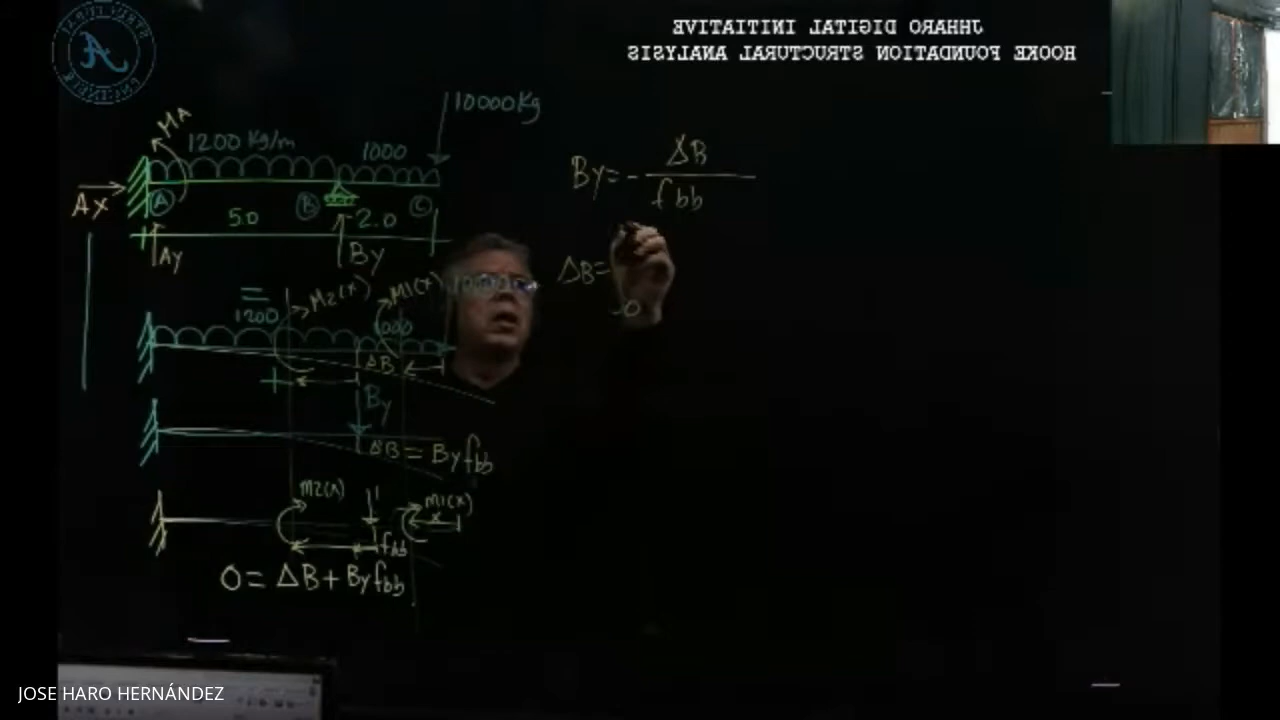 JHHARO DIGITAL INITIATIVE
HOOKE FOUNDATION STRUCTURAL ANALYSIS
10000Kg
MA
1200 Kg/m
1000
Ax
A
B
C
5.0
2.0
Ay
By
By = - ΔB / fbb
ΔB =
=
M2(x)
M1(x)
1200
ΔB
+
By
ΔB = By fbb
M2(x)
1
M1(x)
x
fbb
0 = ΔB + By fbb
JOSE HARO HERNÁNDEZ